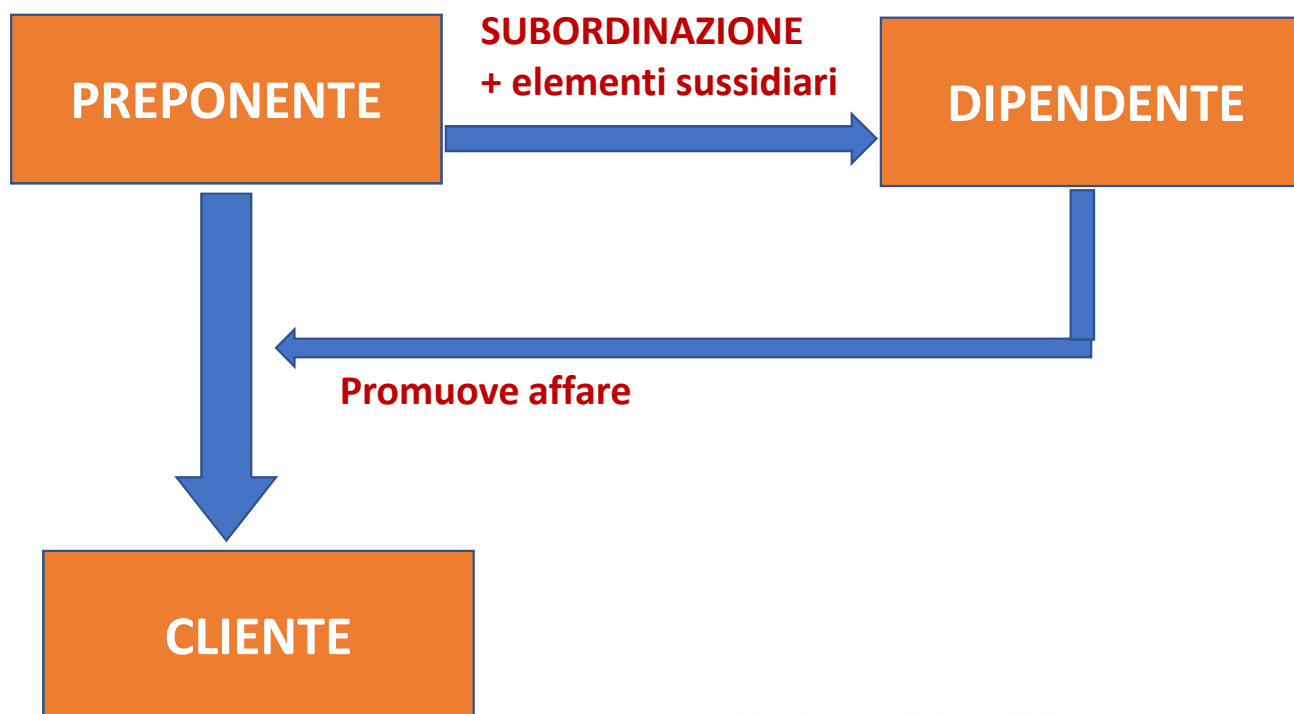 SUBORDINAZIONE
+ elementi sussidiari
PREPONENTE
DIPENDENTE
Promuove affare
CLIENTE